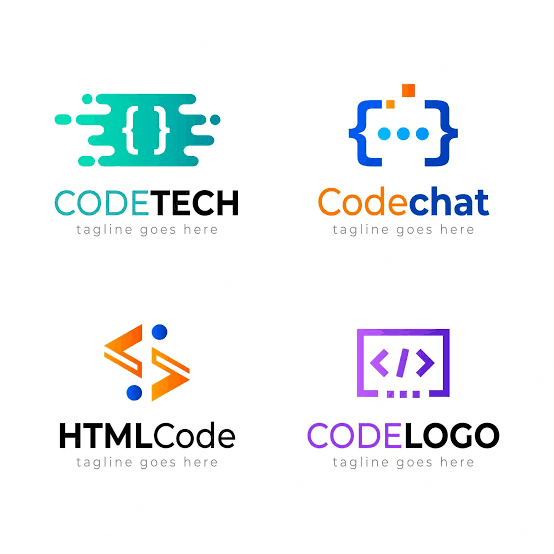 CODETECH
tagline goes here
Codechat
tagline goes here
HTMLCode
tagline goes here
CODELOGO
tagline goes here